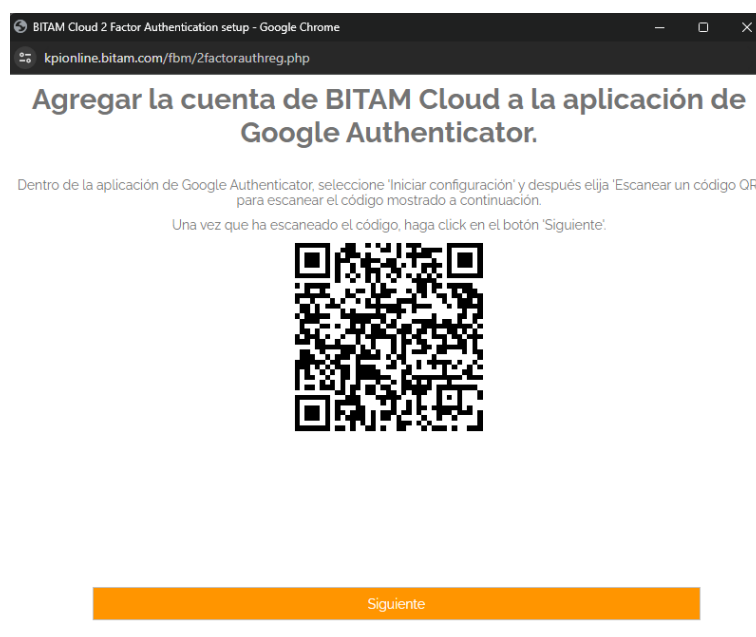 BITAM Cloud 2 Factor Authentication setup - Google Chrome
kpionline.bitam.com/fbm/2factorauthreg.php
Agregar la cuenta de BITAM Cloud a la aplicación de
Google Authenticator.
Dentro de la aplicación de Google Authenticator, seleccione 'Iniciar configuración' y después elija 'Escanear un código QR
para escanear el código mostrado a continuación.
Una vez que ha escaneado el código, haga click en el botón 'Siguiente'.
Siguiente